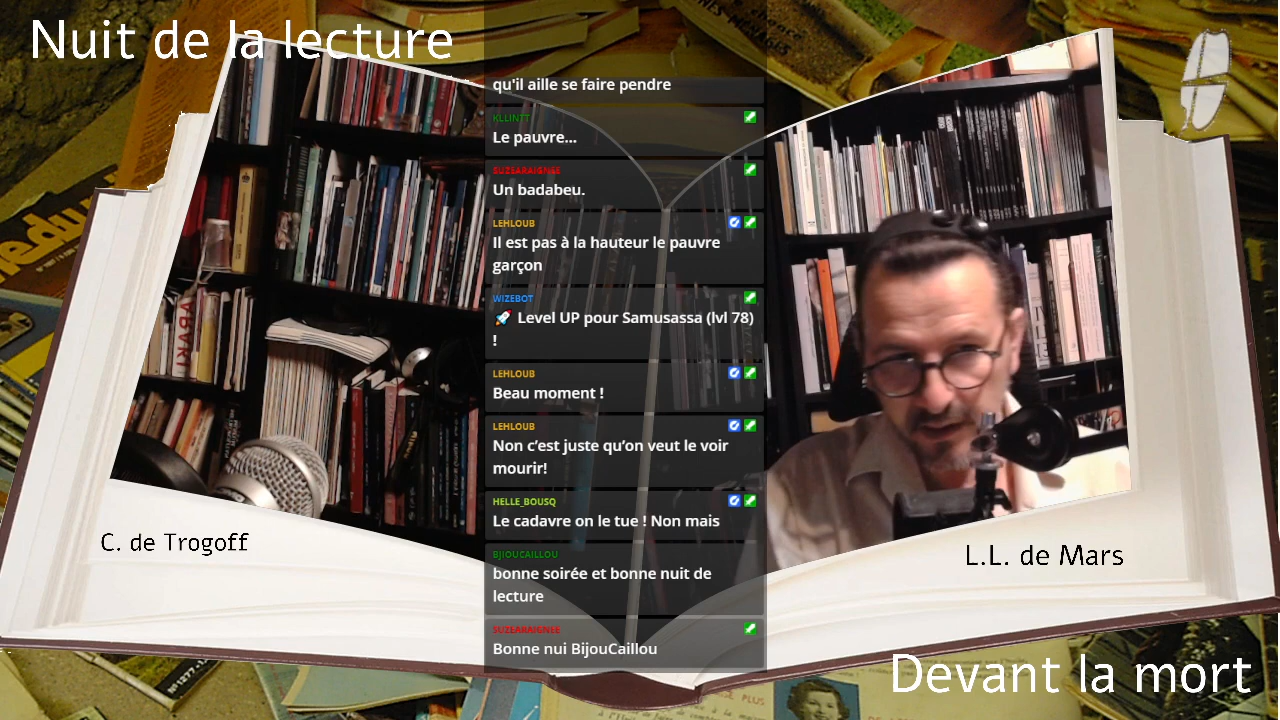 Nuit de la lecture
qu'il aille se faire pendre
KLLINTT
Le pauvre...
SUZEARAIGNEE
Un badabeu.
LEHLOUB
Il est pas à la hauteur le pauvre
garçon
WIZEBOT
🚀 Level UP pour Samusassa (lvl 78)
!
LEHLOUB
Beau moment !
LEHLOUB
Non c’est juste qu’on veut le voir
mourir!
HELLE_BOUSQ
Le cadavre on le tue ! Non mais
BJIOUCAILLOU
bonne soirée et bonne nuit de
lecture
SUZEARAIGNEE
Bonne nui BijouCaillou
C. de Trogoff
L.L. de Mars
Devant la mort